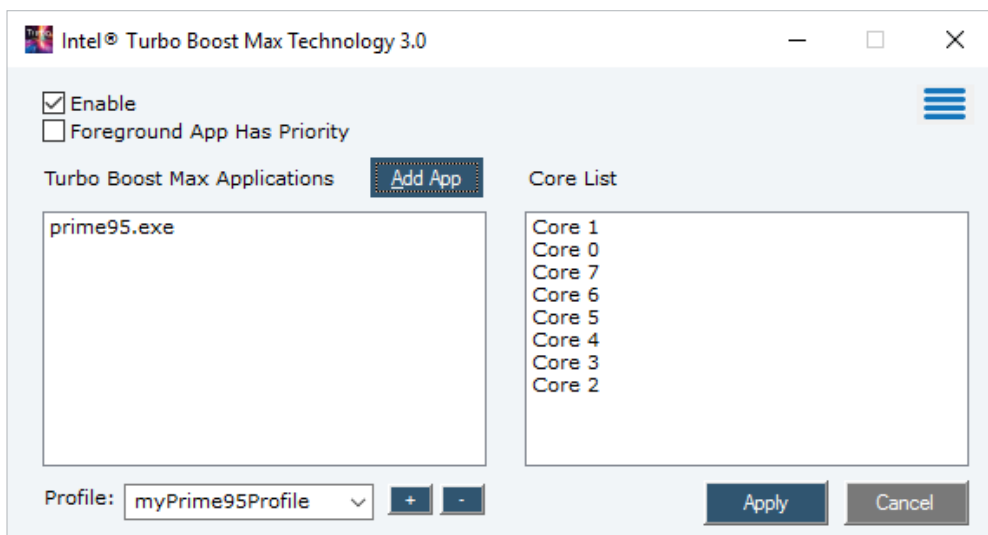 Intel® Turbo Boost Max Technology 3.0
Enable
Foreground App Has Priority
Turbo Boost Max Applications
Add App
Core List
prime95.exe
Core 1
Core 0
Core 7
Core 6
Core 5
Core 4
Core 3
Core 2
Profile:
myPrime95Profile
+
-
Apply
Cancel